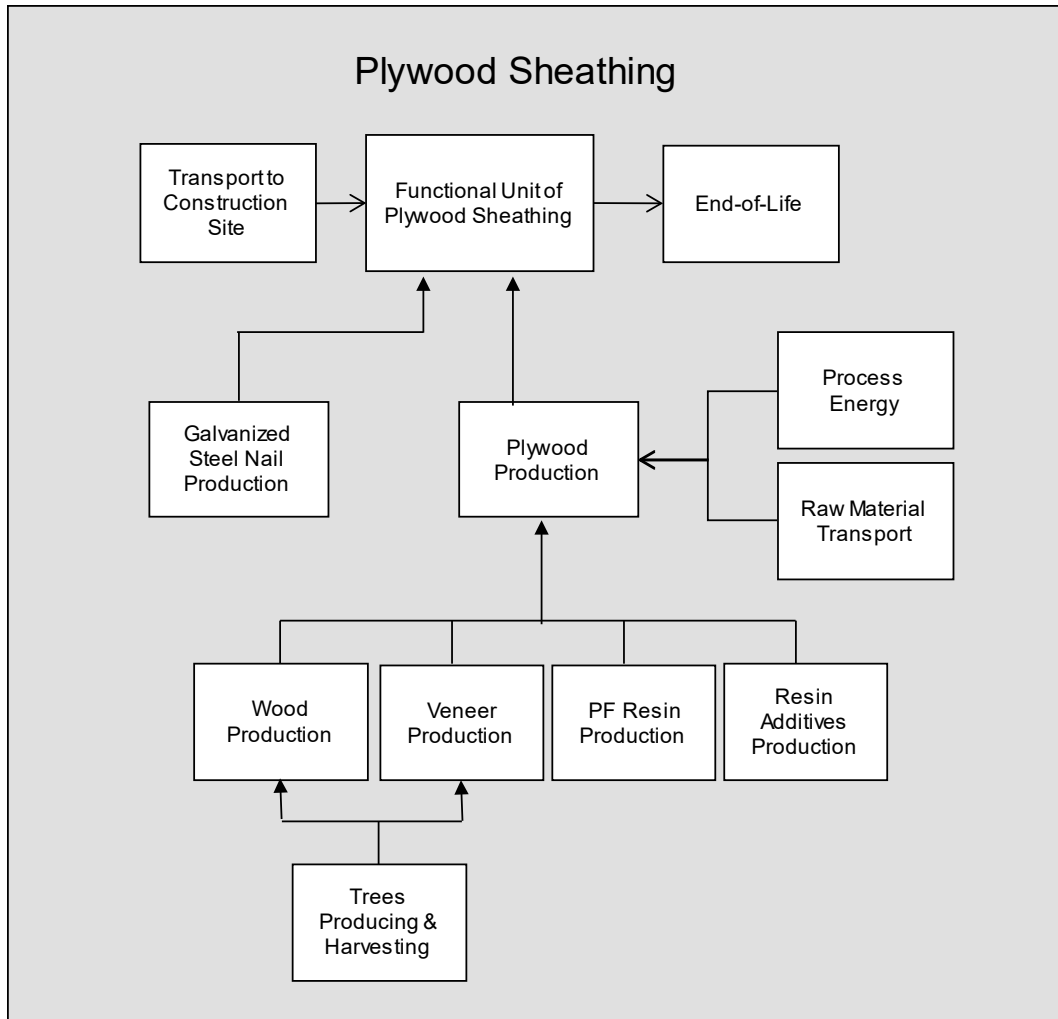 Plywood Sheathing
Transport to
Construction
Site
Functional Unit of
Plywood Sheathing
End-of-Life
Galvanized
Steel Nail
Production
Plywood
Production
Process
Energy
Raw Material
Transport
Wood
Production
Veneer
Production
PF Resin
Production
Resin
Additives
Production
Trees
Producing &
Harvesting